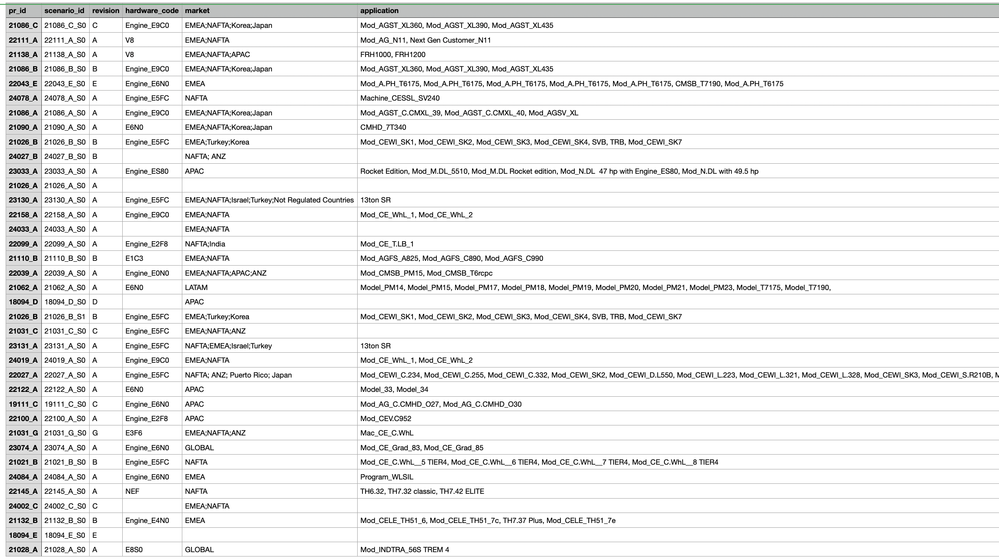 pr_id scenario_id revision hardware_code market application
21086_C 21086_C_S0 C Engine_E9C0 EMEA;NAFTA;Korea;Japan Mod_AGST_XL360, Mod_AGST_XL390, Mod_AGST_XL435
22111_A 22111_A_S0 A V8 EMEA;NAFTA Mod_AG_N11, Next Gen Customer_N11
21138_A 21138_A_S0 A V8 EMEA;NAFTA;APAC FRH1000, FRH1200
21086_B 21086_B_S0 B Engine_E9C0 EMEA;NAFTA;Korea;Japan Mod_AGST_XL360, Mod_AGST_XL390, Mod_AGST_XL435
22043_E 22043_E_S0 E Engine_E6N0 EMEA Mod_A.PH_T6175, Mod_A.PH_T6175, Mod_A.PH_T6175, Mod_A.PH_T6175, Mod_A.PH_T6175, CMSB_T7190, Mod_A.PH_T6175
24078_A 24078_A_S0 A Engine_E5FC NAFTA Machine_CESSL_SV240
21086_A 21086_A_S0 A Engine_E9C0 EMEA;NAFTA;Korea;Japan Mod_AGST_C.CMXL_39, Mod_AGST_C.CMXL_40, Mod_AGSV_XL
21090_A 21090_A_S0 A E6N0 EMEA;NAFTA;Korea;Japan CMHD_7T340
21026_B 21026_B_S0 B Engine_E5FC EMEA;Turkey;Korea Mod_CEWI_SK1, Mod_CEWI_SK2, Mod_CEWI_SK3, Mod_CEWI_SK4, SVB, TRB, Mod_CEWI_SK7
24027_B 24027_B_S0 B NAFTA; ANZ
23033_A 23033_A_S0 A Engine_ES80 APAC Rocket Edition, Mod_M.DL_5510, Mod_M.DL Rocket edition, Mod_N.DL  47 hp with Engine_ES80, Mod_N.DL with 49.5 hp
21026_A 21026_A_S0 A
23130_A 23130_A_S0 A Engine_E5FC EMEA;NAFTA;Israel;Turkey;Not Regulated Countries 13ton SR
22158_A 22158_A_S0 A Engine_E9C0 EMEA;NAFTA Mod_CE_WhL_1, Mod_CE_WhL_2
24033_A 24033_A_S0 A EMEA;NAFTA
22099_A 22099_A_S0 A Engine_E2F8 NAFTA;India Mod_CE_T.LB_1
21110_B 21110_B_S0 B E1C3 EMEA;NAFTA Mod_AGFS_A825, Mod_AGFS_C890, Mod_AGFS_C990
22039_A 22039_A_S0 A Engine_E0N0 EMEA;NAFTA;APAC;ANZ Mod_CMSB_PM15, Mod_CMSB_T6rcpc
21062_A 21062_A_S0 A E6N0 LATAM Model_PM14, Model_PM15, Model_PM17, Model_PM18, Model_PM19, Model_PM20, Model_PM21, Model_PM23, Model_T7175, Model_T7190,
18094_D 18094_D_S0 D APAC
21026_B 21026_B_S1 B Engine_E5FC EMEA;Turkey;Korea Mod_CEWI_SK1, Mod_CEWI_SK2, Mod_CEWI_SK3, Mod_CEWI_SK4, SVB, TRB, Mod_CEWI_SK7
21031_C 21031_C_S0 C Engine_E5FC EMEA;NAFTA;ANZ
23131_A 23131_A_S0 A Engine_E5FC NAFTA;EMEA;Israel;Turkey 13ton SR
24019_A 24019_A_S0 A Engine_E9C0 EMEA;NAFTA Mod_CE_WhL_1, Mod_CE_WhL_2
22027_A 22027_A_S0 A Engine_E5FC NAFTA; ANZ; Puerto Rico; Japan Mod_CEWI_C.234, Mod_CEWI_C.255, Mod_CEWI_C.332, Mod_CEWI_SK2, Mod_CEWI_D.L550, Mod_CEWI_L.223, Mod_CEWI_L.321, Mod_CEWI_L.328, Mod_CEWI_SK3, Mod_CEWI_S.R210B,
22122_A 22122_A_S0 A E6N0 APAC Model_33, Model_34
19111_C 19111_C_S0 C Engine_E6N0 APAC Mod_AG_C.CMHD_O27, Mod_AG_C.CMHD_O30
22100_A 22100_A_S0 A Engine_E2F8 APAC Mod_CEV.C952
21031_G 21031_G_S0 G E3F6 EMEA;NAFTA;ANZ Mac_CE_C.WhL
23074_A 23074_A_S0 A Engine_E6N0 GLOBAL Mod_CE_Grad_83, Mod_CE_Grad_85
21021_B 21021_B_S0 B Engine_E5FC NAFTA Mod_CE_C.WhL__5 TIER4, Mod_CE_C.WhL__6 TIER4, Mod_CE_C.WhL__7 TIER4, Mod_CE_C.WhL__8 TIER4
24084_A 24084_A_S0 A Engine_E6N0 EMEA Program_WLSIL
22145_A 22145_A_S0 A NEF NAFTA TH6.32, TH7.32 classic, TH7.42 ELITE
24002_C 24002_C_S0 C EMEA;NAFTA
21132_B 21132_B_S0 B Engine_E4N0 EMEA Mod_CELE_TH51_6, Mod_CELE_TH51_7c, TH7.37 Plus, Mod_CELE_TH51_7e
18094_E 18094_E_S0 E
21028_A 21028_A_S0 A E8S0 GLOBAL Mod_INDTRA_56S TREM 4